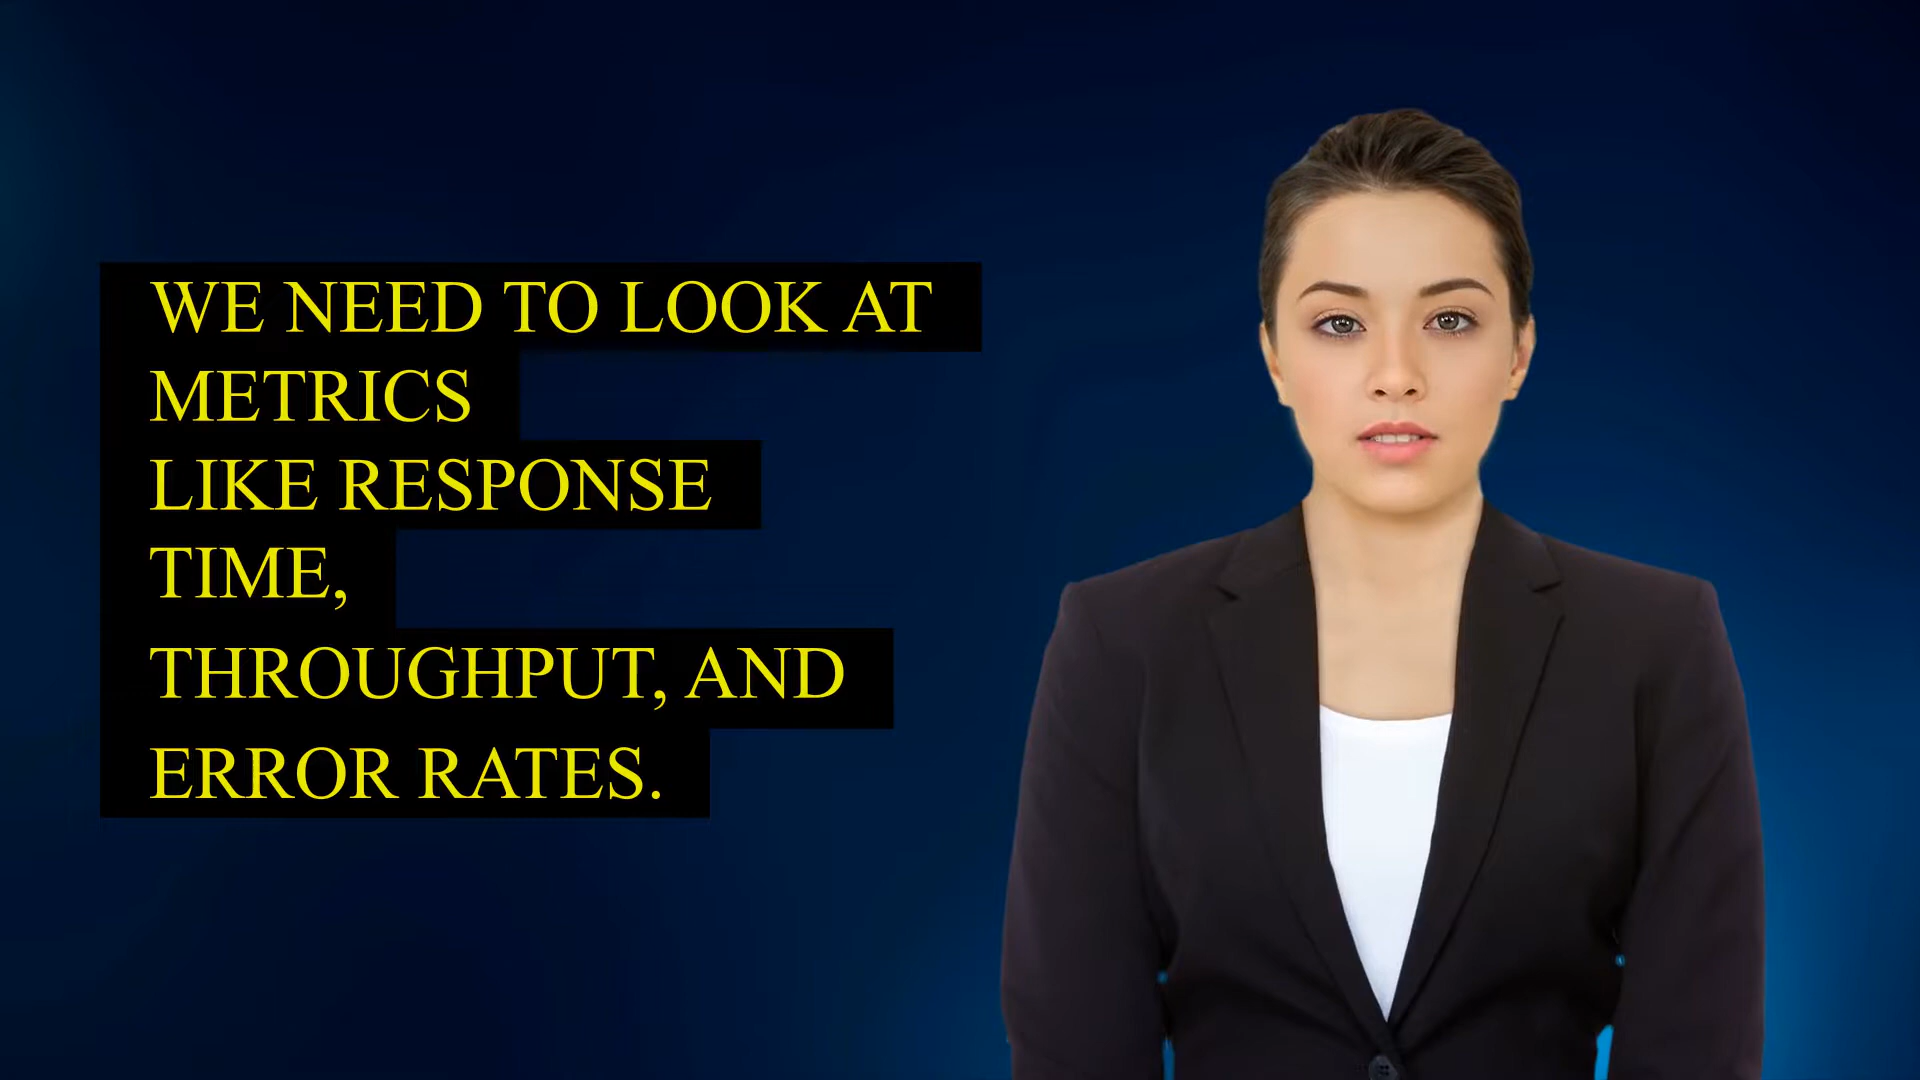 WE NEED TO LOOK AT
METRICS
LIKE RESPONSE
TIME,
THROUGHPUT, AND
ERROR RATES.